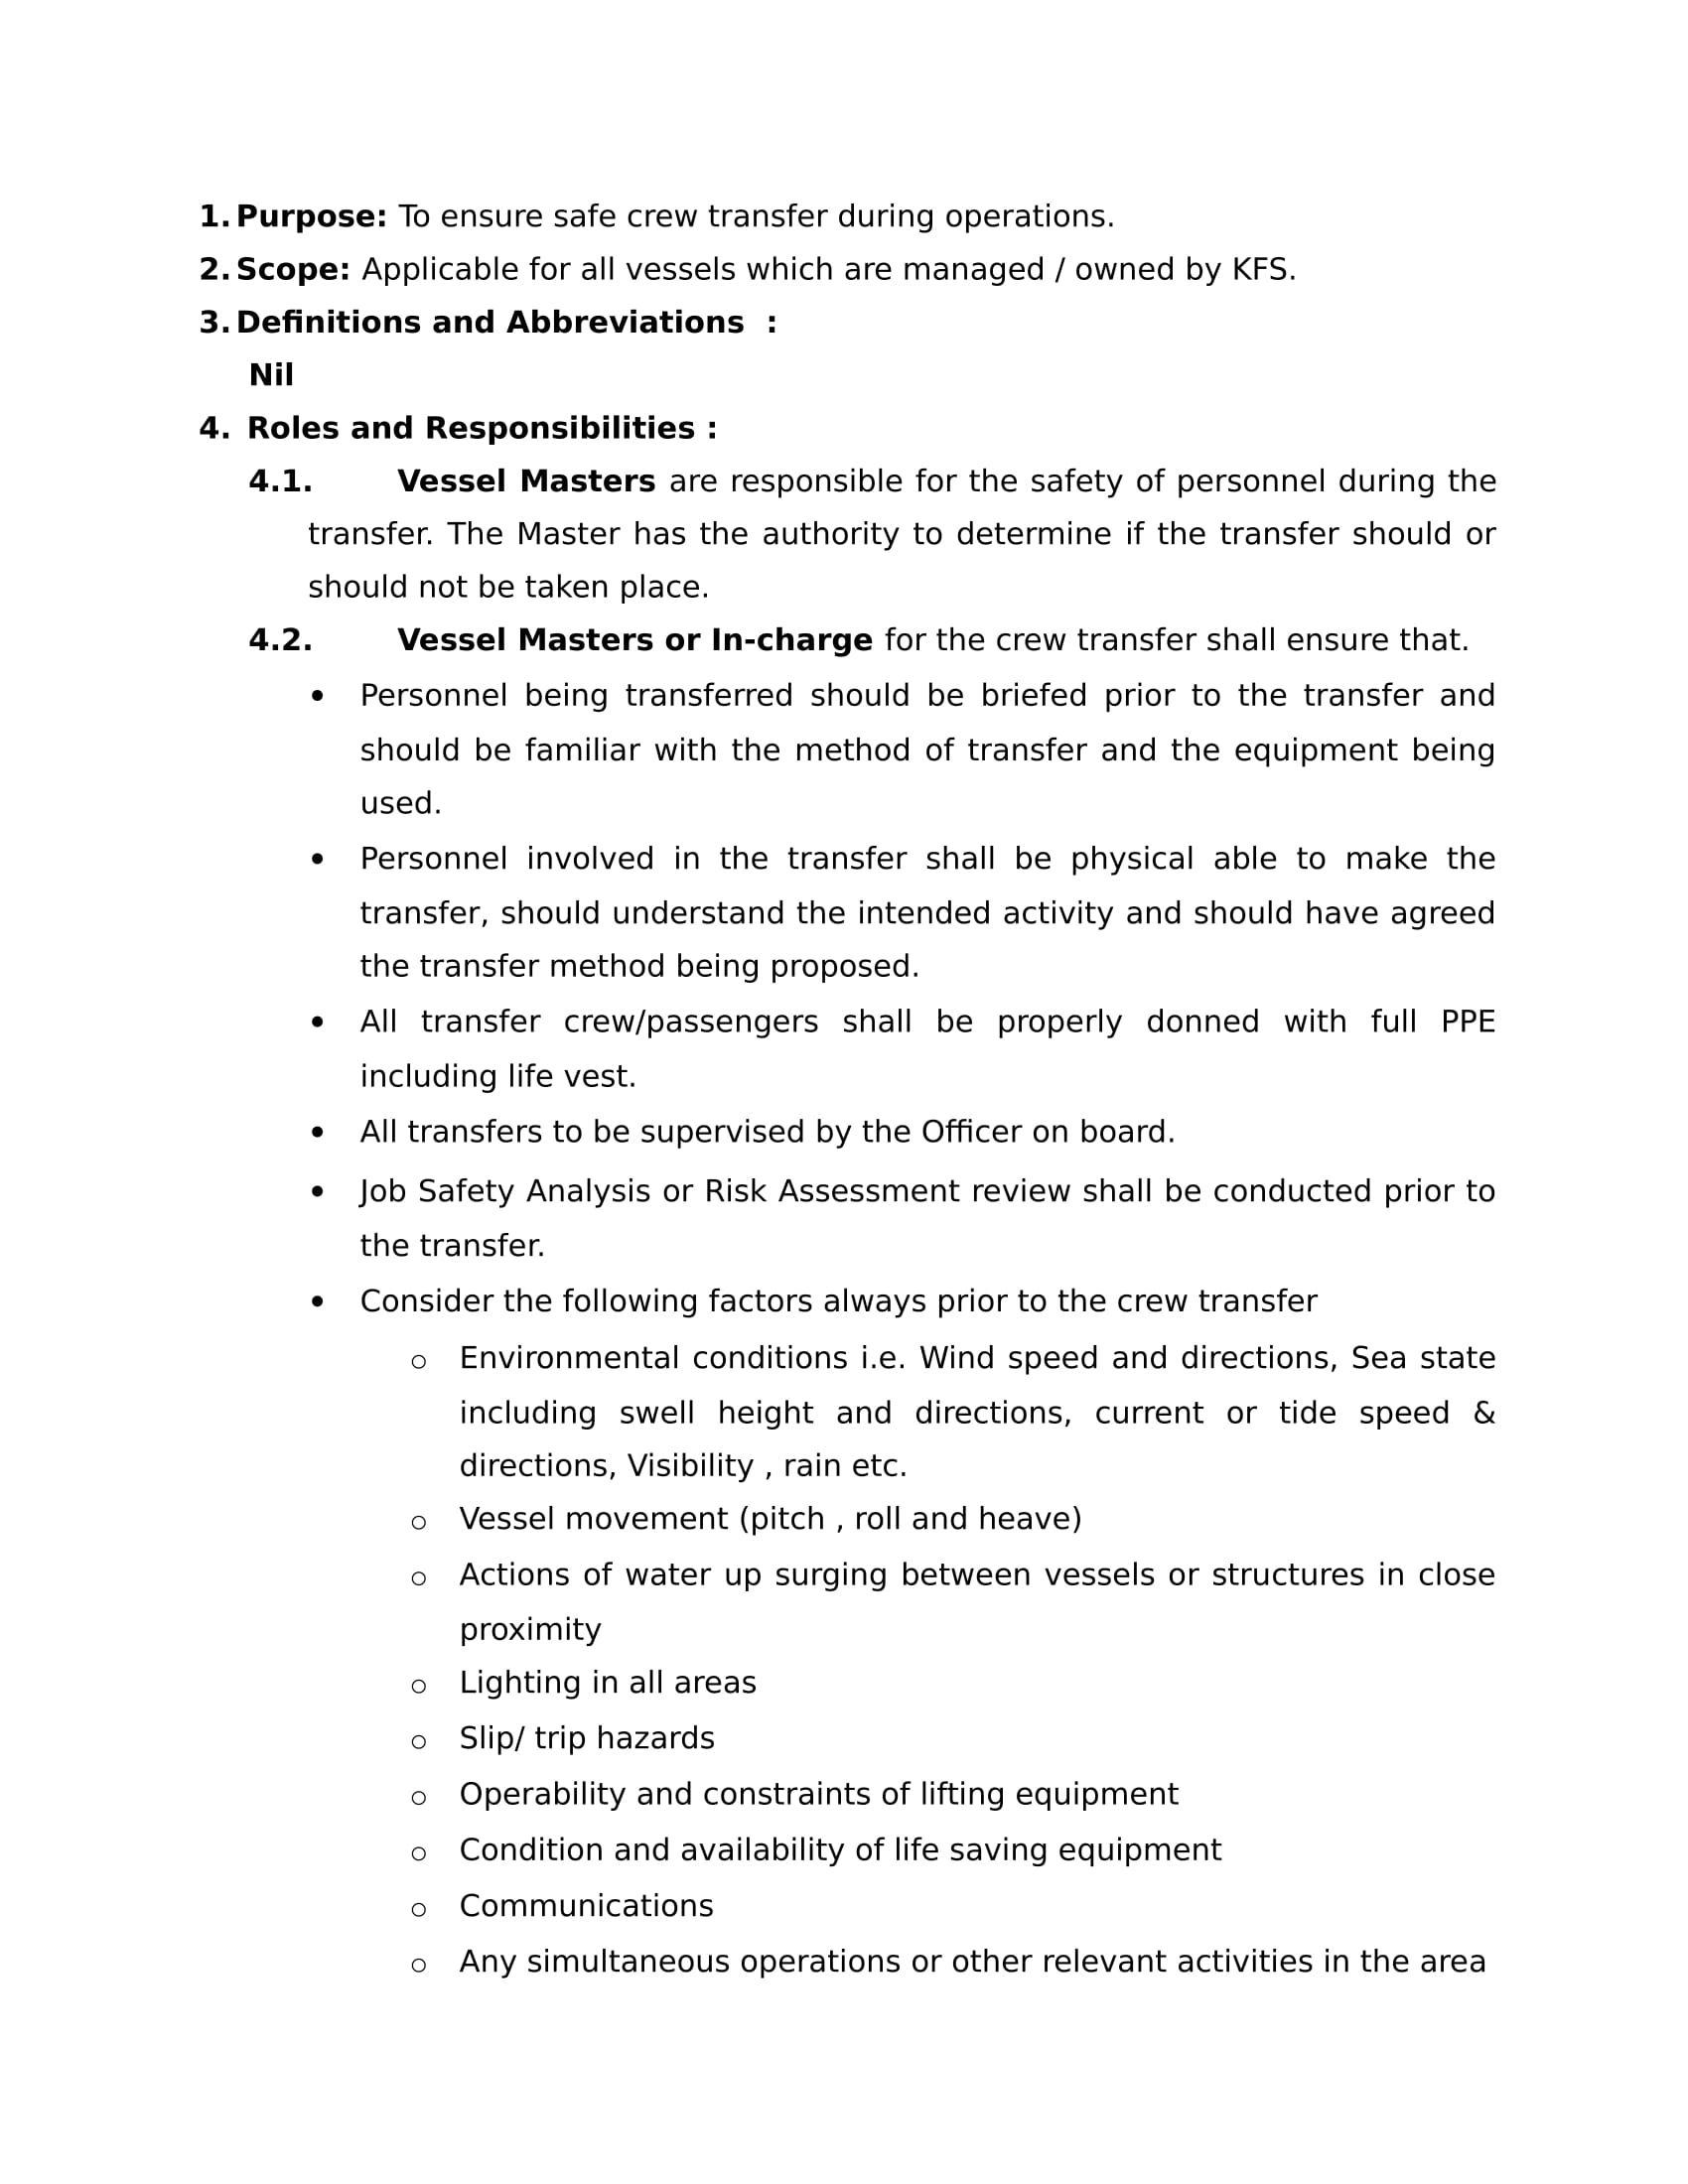 1. Purpose: To ensure safe crew transfer during operations.
2. Scope: Applicable for all vessels which are managed / owned by KFS.
3. Definitions and Abbreviations  :
Nil
4. Roles and Responsibilities :
4.1. Vessel Masters are responsible for the safety of personnel during the
transfer. The Master has the authority to determine if the transfer should or
should not be taken place.
4.2. Vessel Masters or In-charge for the crew transfer shall ensure that.
• Personnel being transferred should be briefed prior to the transfer and
should be familiar with the method of transfer and the equipment being
used.
• Personnel involved in the transfer shall be physical able to make the
transfer, should understand the intended activity and should have agreed
the transfer method being proposed.
• All transfer crew/passengers shall be properly donned with full PPE
including life vest.
• All transfers to be supervised by the Officer on board.
• Job Safety Analysis or Risk Assessment review shall be conducted prior to
the transfer.
• Consider the following factors always prior to the crew transfer
○ Environmental conditions i.e. Wind speed and directions, Sea state
including swell height and directions, current or tide speed &
directions, Visibility , rain etc.
○ Vessel movement (pitch , roll and heave)
○ Actions of water up surging between vessels or structures in close
proximity
○ Lighting in all areas
○ Slip/ trip hazards
○ Operability and constraints of lifting equipment
○ Condition and availability of life saving equipment
○ Communications
○ Any simultaneous operations or other relevant activities in the area